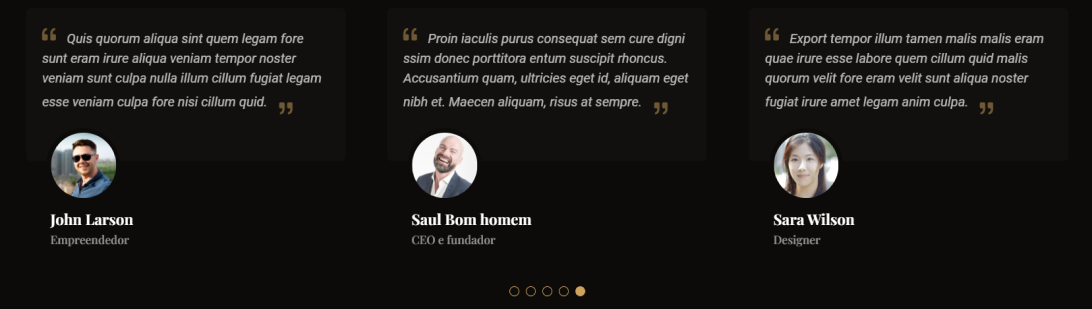 “ Quis quorum aliqua sint quem legam fore
sunt eram irure aliqua veniam tempor noster
veniam sunt culpa nulla illum cillum fugiat legam
esse veniam culpa fore nisi cillum quid. ”
John Larson
Empreendedor
“ Proin iaculis purus consequat sem cure digni
ssim donec porttitora entum suscipit rhoncus.
Accusantium quam, ultricies eget id, aliquam eget
nibh et. Maecen aliquam, risus at sempre. ”
Saul Bom homem
CEO e fundador
“ Export tempor illum tamen malis malis eram
quae irure esse labore quem cillum quid malis
quorum velit fore eram velit sunt aliqua noster
fugiat irure amet legam anim culpa. ”
Sara Wilson
Designer